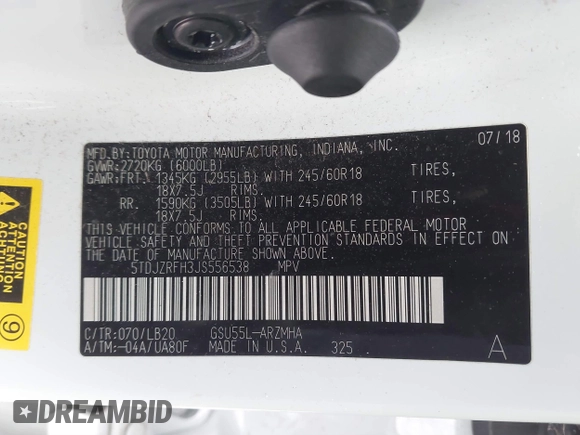 MFD.BY:TOYOTA MOTOR MANUFACTURING, INDIANA, INC. 07/18
GVWR:2720KG (6000LB)
GAWR:FRT. 1345KG (2955LB) WITH 245/60R18 TIRES,
18X7.5J RIMS.
RR. 1590KG (3505LB) WITH 245/60R18 TIRES,
18X7.5J RIMS.
THIS VEHICLE CONFORMS TO ALL APPLICABLE FEDERAL MOTOR
VEHICLE SAFETY AND THEFT PREVENTION STANDARDS IN EFFECT ON
THE DATE OF MANUFACTURE SHOWN ABOVE.
5TDJZRFH3JS556538 MPV
C/TR:070/LB20 GSU55L-ARZMHA
A/TM:-04A/UA80F MADE IN U.S.A. 325 A
CAUTION
ATTENTION
ACHTUNG
9
DREAMBID